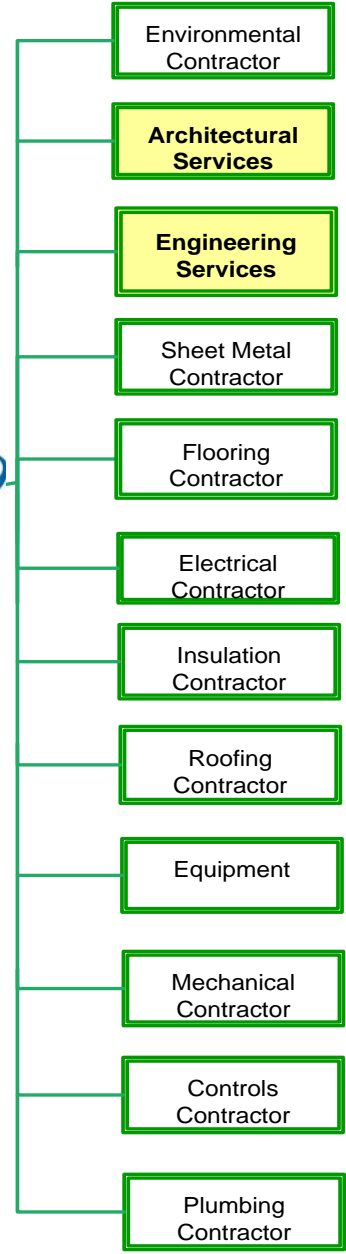 Environmental
Contractor
Architectural
Services
Engineering
Services
Sheet Metal
Contractor
Flooring
Contractor
Electrical
Contractor
Insulation
Contractor
Roofing
Contractor
Equipment
Mechanical
Contractor
Controls
Contractor
Plumbing
Contractor